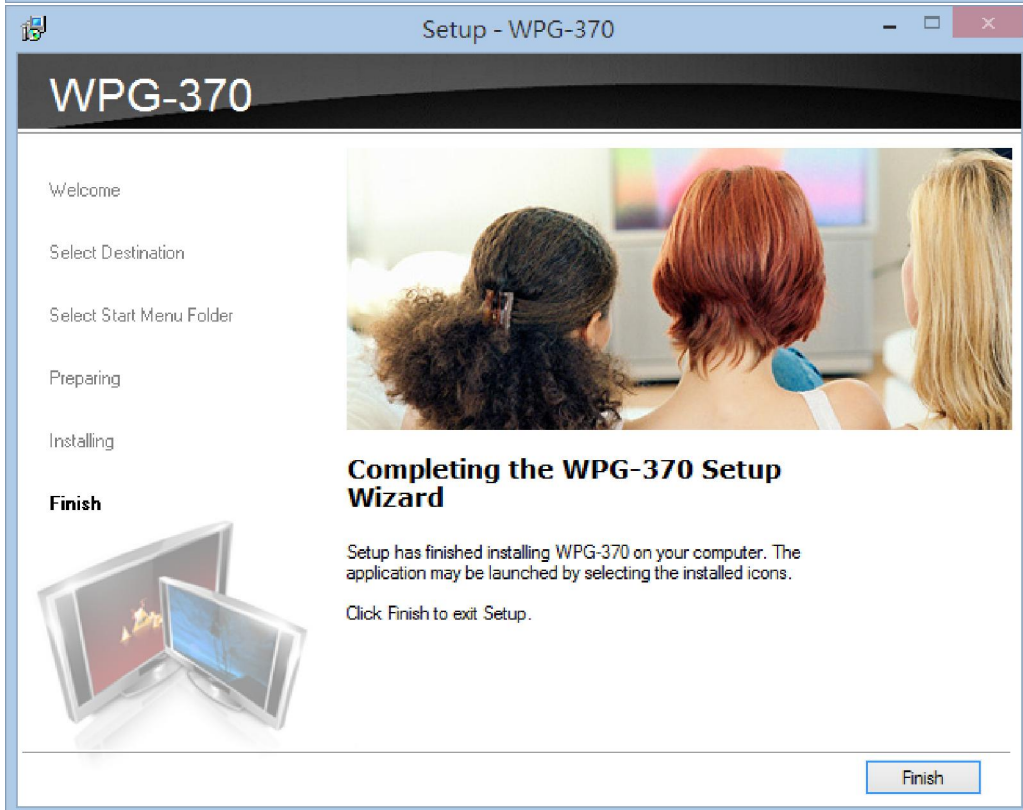 Setup - WPG-370
WPG-370
Welcome
Select Destination
Select Start Menu Folder
Preparing
Installing
Finish
Completing the WPG-370 Setup
Wizard
Setup has finished installing WPG-370 on your computer. The
application may be launched by selecting the installed icons.
Click Finish to exit Setup.
Finish